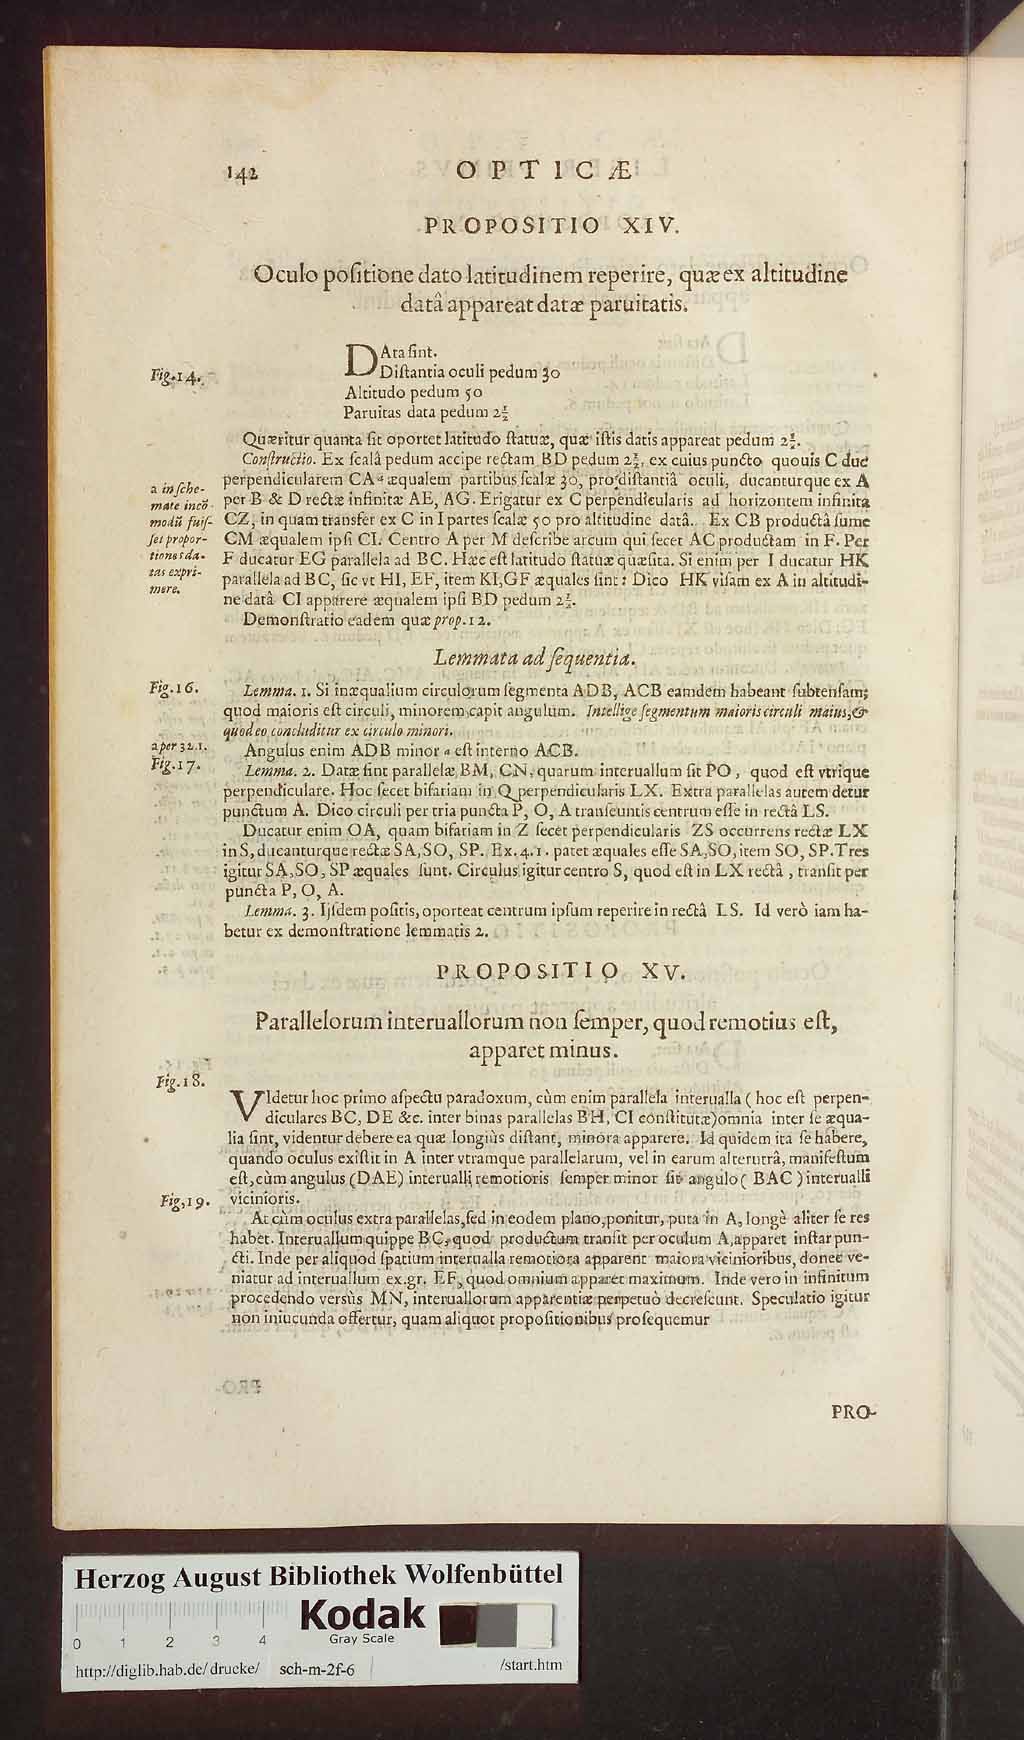 142
OPTICÆ
PROPOSITIO XIV.
Oculo poſitione dato latitudinem reperire, quæ ex altitudine
datâ appareat datæ paruitatis.
Fig. 14.
DAta ſint.
Diſtantia oculi pedum 30
Altitudo pedum 50
Paruitas data pedum 2½
Quæritur quanta ſit oportet latitudo ſtatuæ, quæ iſtis datis appareat pedum 2½.
Conſtructio. Ex ſcalâ pedum accipe rectam BD pedum 2½, ex cuius puncto quouis C duc
perpendicularem CA a æqualem partibus ſcalæ 30, pro diſtantiâ oculi, ducanturque ex A
per B & D rectæ infinitæ AE, AG. Erigatur ex C perpendicularis ad horizontem infinita
CZ, in quam transfer ex C in I partes ſcalæ 50 pro altitudine datâ. Ex CB productâ ſume
CM æqualem ipſi CI. Centro A per M deſcribe arcum qui ſecet AC productam in F. Per
F ducatur EG parallela ad BC. Hæc eſt latitudo ſtatuæ quæſita. Si enim per I ducatur HK
parallela ad BC, ſic vt HI, EF, item KI, GF æquales ſint: Dico HK viſam ex A in altitudi-
ne datâ CI apparere æqualem ipſi BD pedum 2½.
Demonſtratio eadem quæ prop. 12.
a in ſche-
mate incō-
modū fuiſ-
ſet propor-
tiones da-
tas expri-
mere.
Lemmata ad ſequentia.
Fig. 16.
Lemma. 1. Si inæqualium circulorum ſegmenta ADB, ACB eamdem habeant ſubtenſam;
quod maioris eſt circuli, minorem capit angulum. Intellige ſegmentum maioris circuli maius, &
quod eo concluditur ex circulo minori.
a per 32. 1.
Angulus enim ADB minor a eſt interno ACB.
Fig. 17.
Lemma. 2. Datæ ſint parallelæ BM, CN, quarum interuallum ſit PO, quod eſt vtrique
perpendiculare. Hoc ſecet bifariam in Q perpendicularis LX. Extra parallelas autem detur
punctum A. Dico circuli per tria puncta P, O, A tranſeuntis centrum eſſe in rectâ LS.
Ducatur enim OA, quam bifariam in Z ſecet perpendicularis ZS occurrens rectæ LX
in S, ducanturque rectæ SA, SO, SP. Ex. 4. 1. patet æquales eſſe SA, SO, item SO, SP. Tres
igitur SA, SO, SP æquales ſunt. Circulus igitur centro S, quod eſt in LX rectâ, tranſit per
puncta P, O, A.
Lemma. 3. Ijſdem poſitis, oporteat centrum ipſum reperire in rectâ LS. Id verò iam ha-
betur ex demonſtratione lemmatis 2.
PROPOSITIO XV.
Parallelorum interuallorum non ſemper, quod remotius eſt,
apparet minus.
Fig. 18.
VIdetur hoc primo aſpectu paradoxum, cùm enim parallela interualla (hoc eſt perpen-
diculares BC, DE &c. inter binas parallelas BH, CI conſtitutæ) omnia inter ſe æqua-
lia ſint, videntur debere ea quæ longiùs diſtant, minora apparere. Id quidem ita ſe habere,
quando oculus exiſtit in A inter vtramque parallelarum, vel in earum alterutrâ, manifeſtum
eſt, cùm angulus (DAE) interualli remotioris ſemper minor ſit angulo (BAC) interualli
vicinioris.
Fig, 19.
At cùm oculus extra parallelas, ſed in eodem plano, ponitur, puta in A, longè aliter ſe res
habet. Interuallum quippe BC, quod productum tranſit per oculum A, apparet inſtar pun-
cti. Inde per aliquod ſpatium interualla remotiora apparent maiora vicinioribus, donec ve-
niatur ad interuallum ex. gr. EF, quod omnium apparet maximum. Inde vero in infinitum
procedendo versùs MN, interuallorum apparentiæ perpetuò decreſcunt. Speculatio igitur
non iniucunda offertur, quam aliquot propoſitionibus proſequemur
PRO-
Herzog August Bibliothek Wolfenbüttel
Kodak
Gray Scale
0 1 2 3 4
http://diglib.hab.de/drucke/ sch-m-2f-6 /start.htm